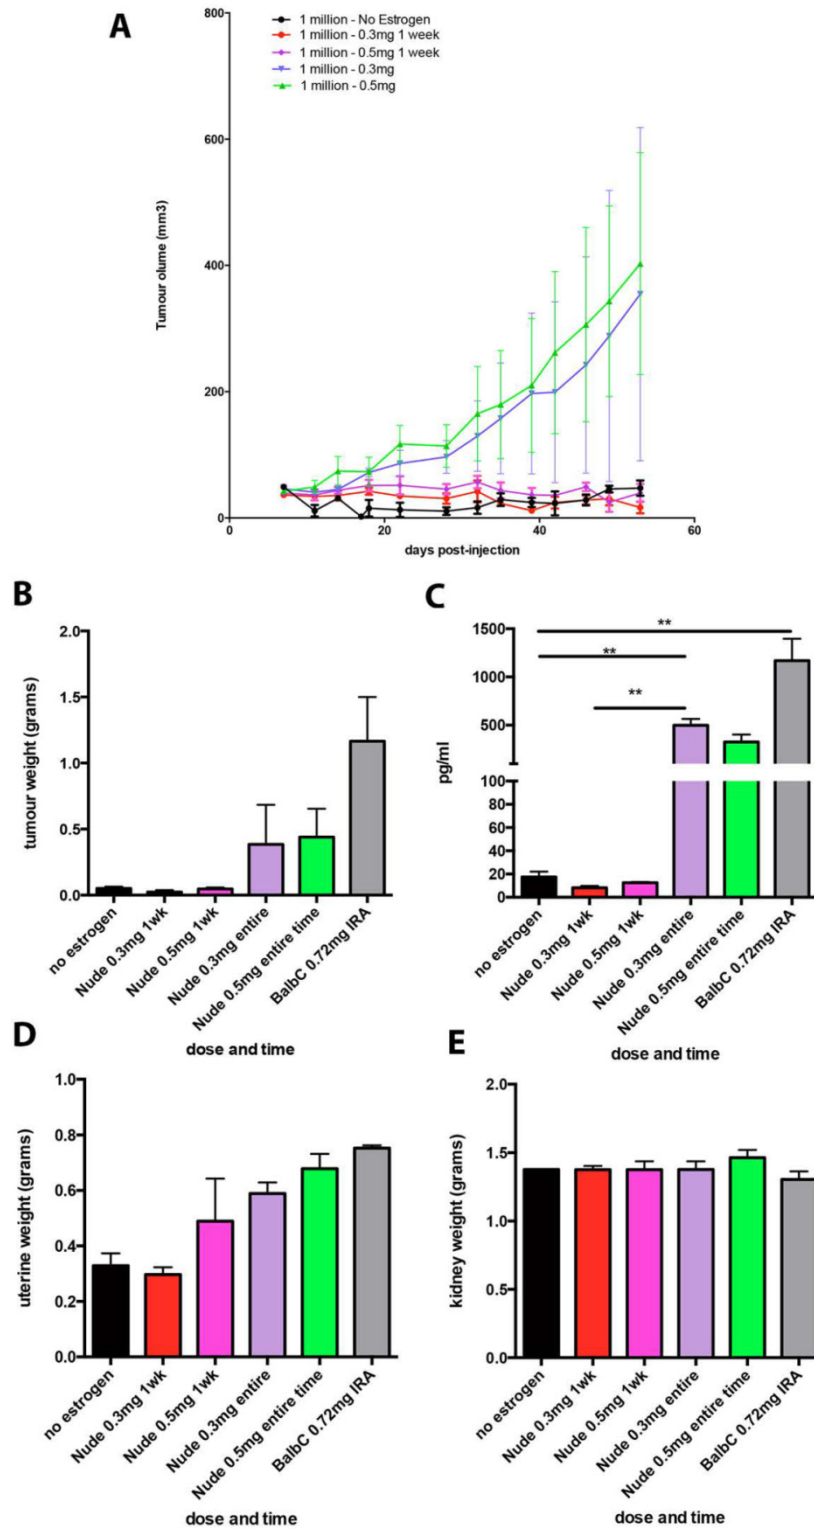 A
1 million - No Estrogen
1 million - 0.3mg 1 week
1 million - 0.5mg 1 week
1 million - 0.3mg
1 million - 0.5mg
800
600
400
200
0
Tumour olume (mm3)
0 20 40 60
days post-injection
B
2.0
1.5
1.0
0.5
0.0
tumour weight (grams)
no estrogen
Nude 0.3mg 1wk
Nude 0.5mg 1wk
Nude 0.3mg entire
Nude 0.5mg entire time
BalbC 0.72mg IRA
dose and time
C
1500
1000
500
100
80
60
40
20
0
pg/ml
**
**
**
no estrogen
Nude 0.3mg 1wk
Nude 0.5mg 1wk
Nude 0.3mg entire
Nude 0.5mg entire time
BalbC 0.72mg IRA
dose and time
D
1.0
0.8
0.6
0.4
0.2
0.0
uterine weight (grams)
no estrogen
Nude 0.3mg 1wk
Nude 0.5mg 1wk
Nude 0.3mg entire
Nude 0.5mg entire time
BalbC 0.72mg IRA
dose and time
E
2.0
1.5
1.0
0.5
0.0
kidney weight (grams)
no estrogen
Nude 0.3mg 1wk
Nude 0.5mg 1wk
Nude 0.3mg entire
Nude 0.5mg entire time
BalbC 0.72mg IRA
dose and time